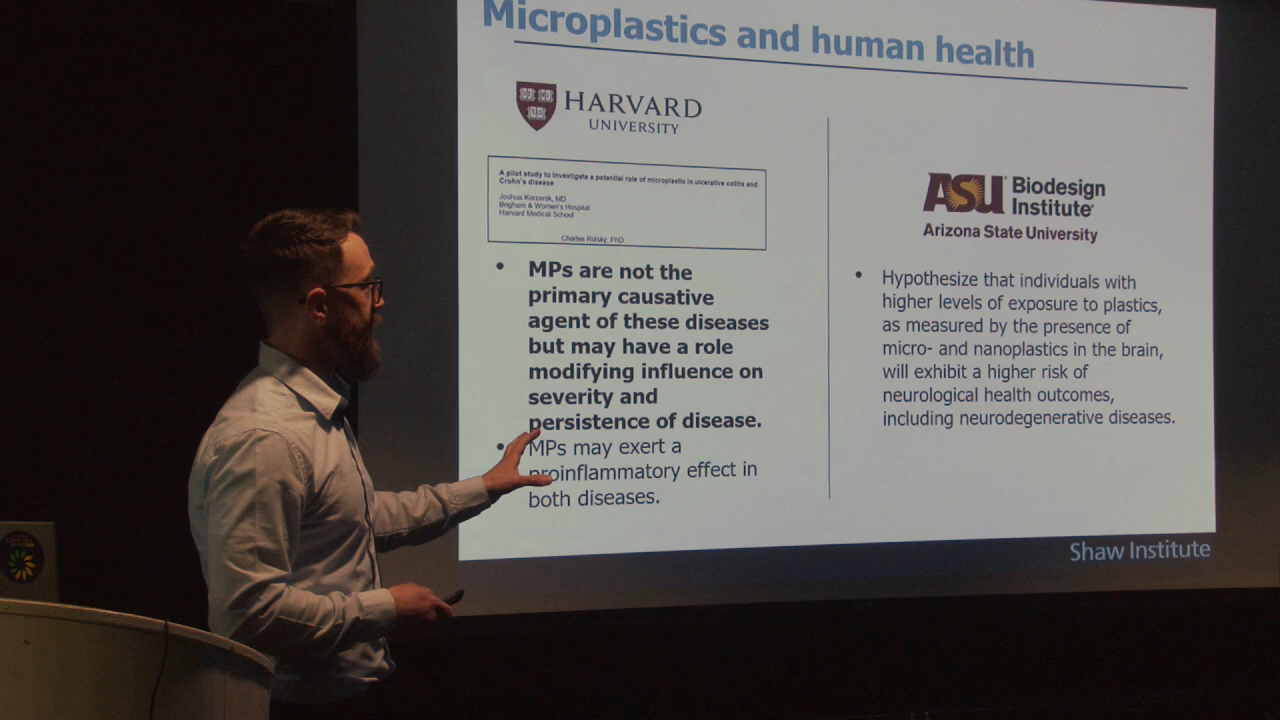 Microplastics and human health
HARVARD
UNIVERSITY
A pilot study to investigate a potential role of microplastic in ulcerative colitis and
Crohn's disease
Joshua Korzenik, MD
Brigham & Women's Hospital
Harvard Medical School
Charles Rolsky, PhD
• MPs are not the
primary causative
agent of these diseases
but may have a role
modifying influence on
severity and
persistence of disease.
• MPs may exert a
proinflammatory effect in
both diseases.
ASU Biodesign
Institute
Arizona State University
• Hypothesize that individuals with
higher levels of exposure to plastics,
as measured by the presence of
micro- and nanoplastics in the brain,
will exhibit a higher risk of
neurological health outcomes,
including neurodegenerative diseases.
Shaw Institute